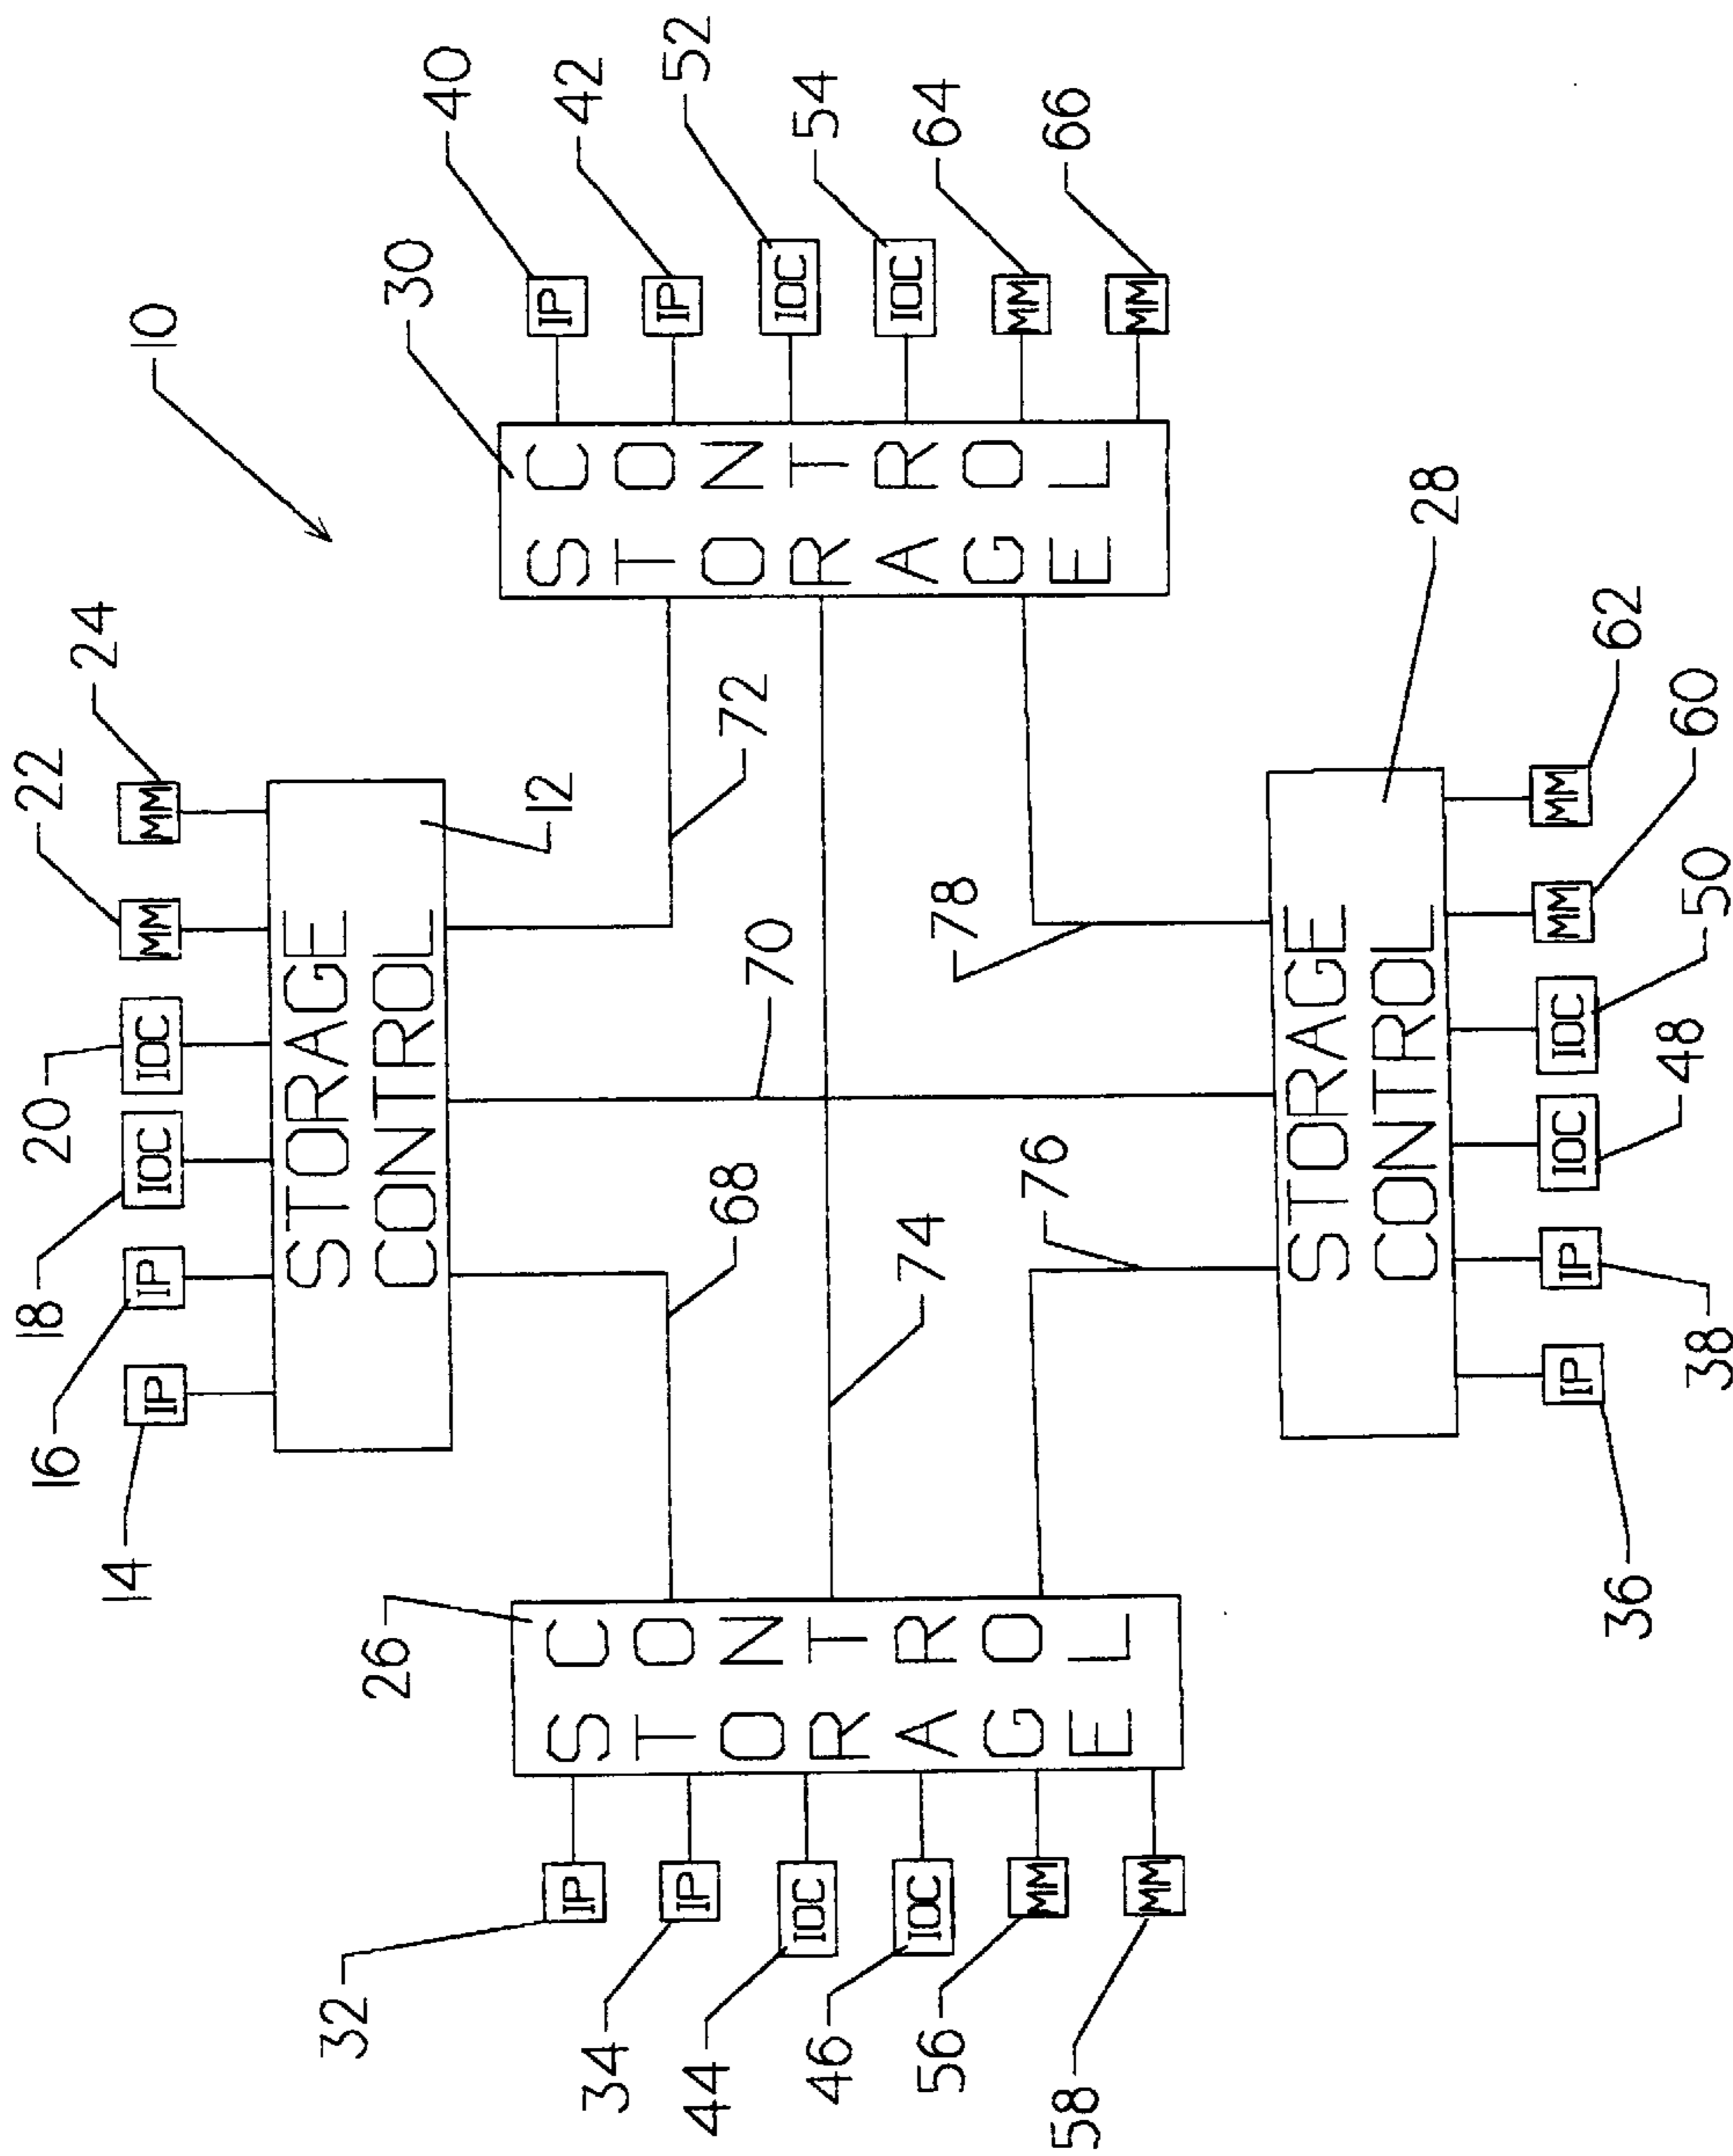 14
16
18
20
22
24
10
IP
IP
IOC
IOC
MM
MM
STORAGE
CONTROL
12
26
30
32
34
44
46
56
58
IP
IP
IOC
IOC
MM
MM
STORAGE
CONTROL
68
70
72
74
76
78
STORAGE
CONTROL
IP
IP
IOC
IOC
MM
MM
40
42
52
54
64
66
STORAGE
CONTROL
28
IP
IP
IOC
IOC
MM
MM
36
38
48
50
60
62